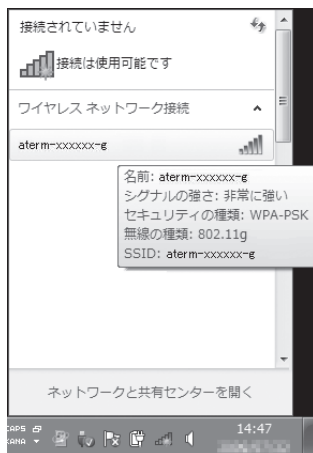 接続されていません
接続は使用可能です
ワイヤレス ネットワーク接続
aterm-xxxxxx-g
名前: aterm-xxxxxx-g
シグナルの強さ: 非常に強い
セキュリティの種類: WPA-PSK
無線の種類: 802.11g
SSID: aterm-xxxxxx-g
ネットワークと共有センターを開く
CAPS
KANA
14:47